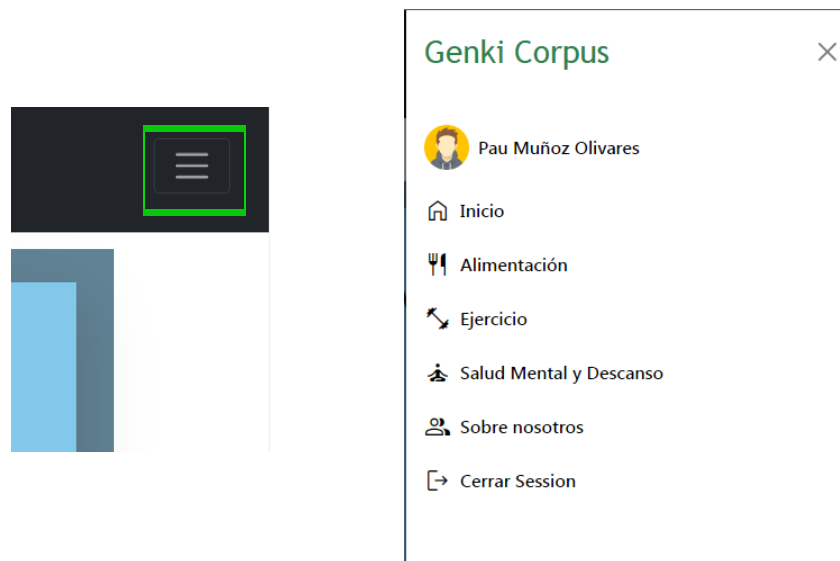 Genki Corpus
Pau Muñoz Olivares
Inicio
Alimentación
Ejercicio
Salud Mental y Descanso
Sobre nosotros
Cerrar Session